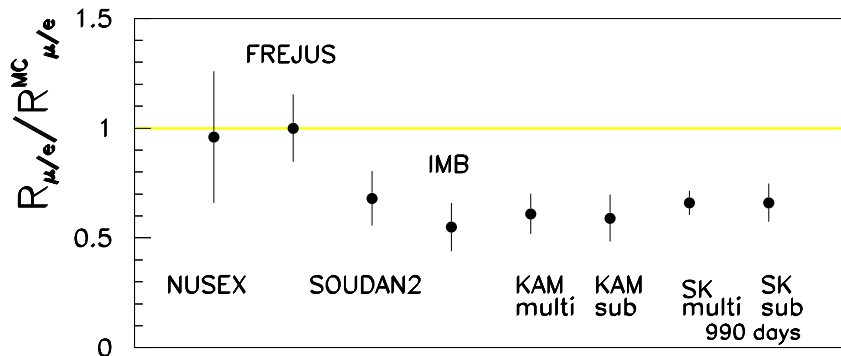 R μ/e / R MC μ/e
1.5
1
0.5
0
FREJUS
IMB
NUSEX
SOUDAN2
KAM multi
KAM sub
SK multi
SK sub
990 days